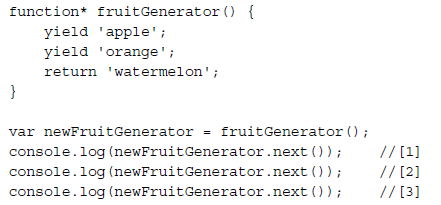 function* fruitGenerator() {
    yield 'apple';
    yield 'orange';
    return 'watermelon';
}

var newFruitGenerator = fruitGenerator();
console.log(newFruitGenerator.next());    //[1]
console.log(newFruitGenerator.next());    //[2]
console.log(newFruitGenerator.next());    //[3]